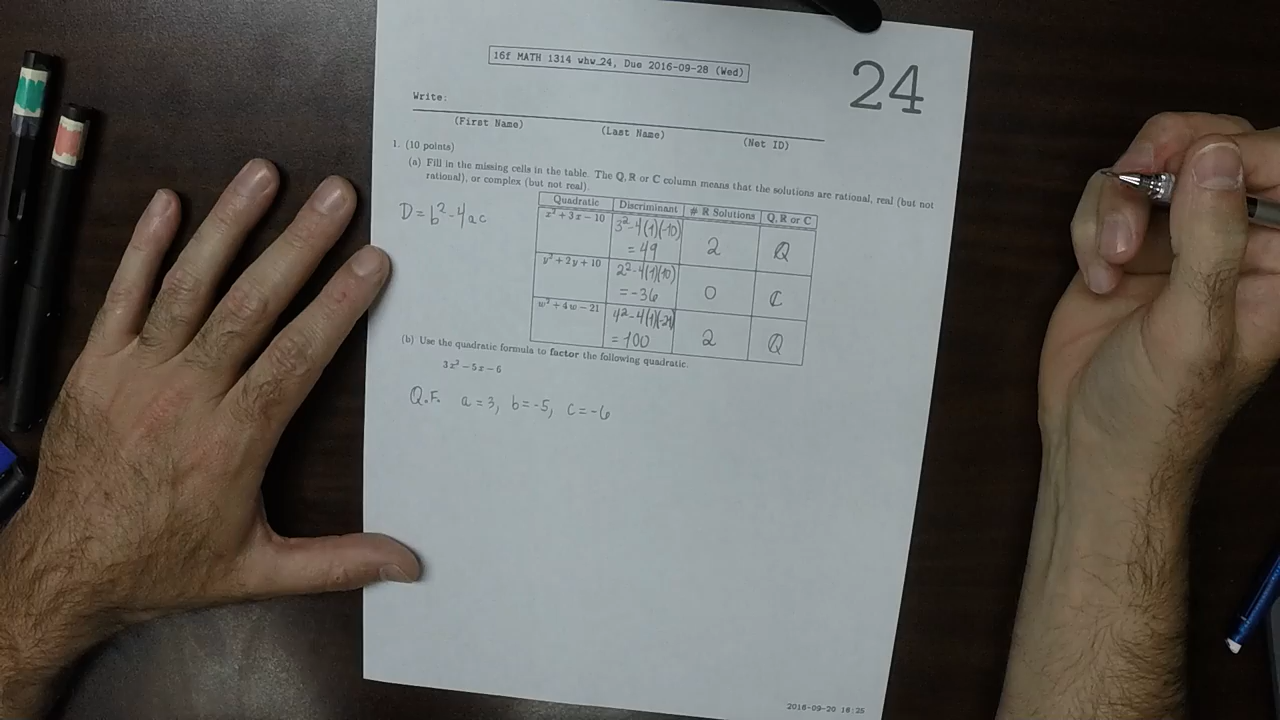 16f MATH 1314 whw_24, Due 2016-09-28 (Wed)
24
Write:
(First Name) (Last Name) (Net ID)
1. (10 points)
(a) Fill in the missing cells in the table. The Q, R or C column means that the solutions are rational, real (but not
rational), or complex (but not real).
D = b² - 4ac
Quadratic Discriminant # R Solutions Q, R or C
x² + 3x − 10 3² - 4(1)(-10) 2 Q
= 49
y² + 2y + 10 2² - 4(1)(10) 0 C
= -36
w² + 4w − 21 4² - 4(1)(-21) 2 Q
= 100
(b) Use the quadratic formula to factor the following quadratic.
3x² − 5x − 6
Q.F. a = 3, b = -5, c = -6
2016-09-20 16:25